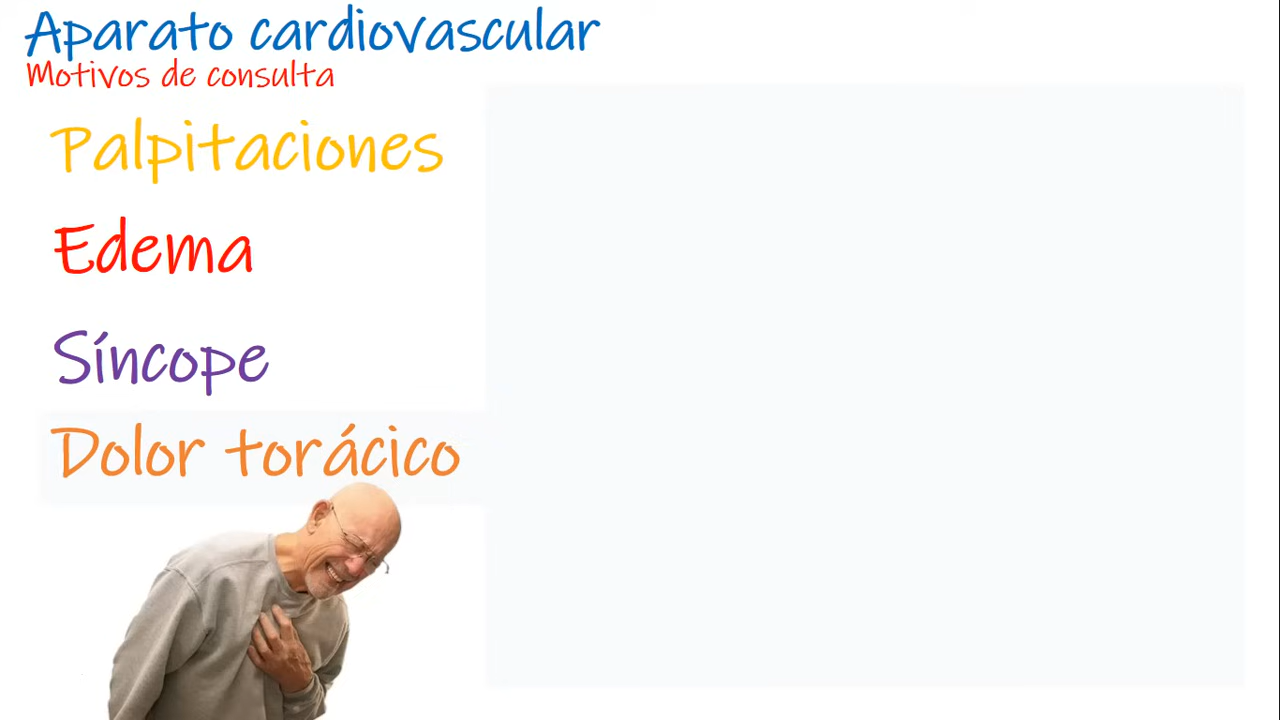 Aparato cardiovascular
Motivos de consulta
Palpitaciones
Edema
Síncope
Dolor torácico